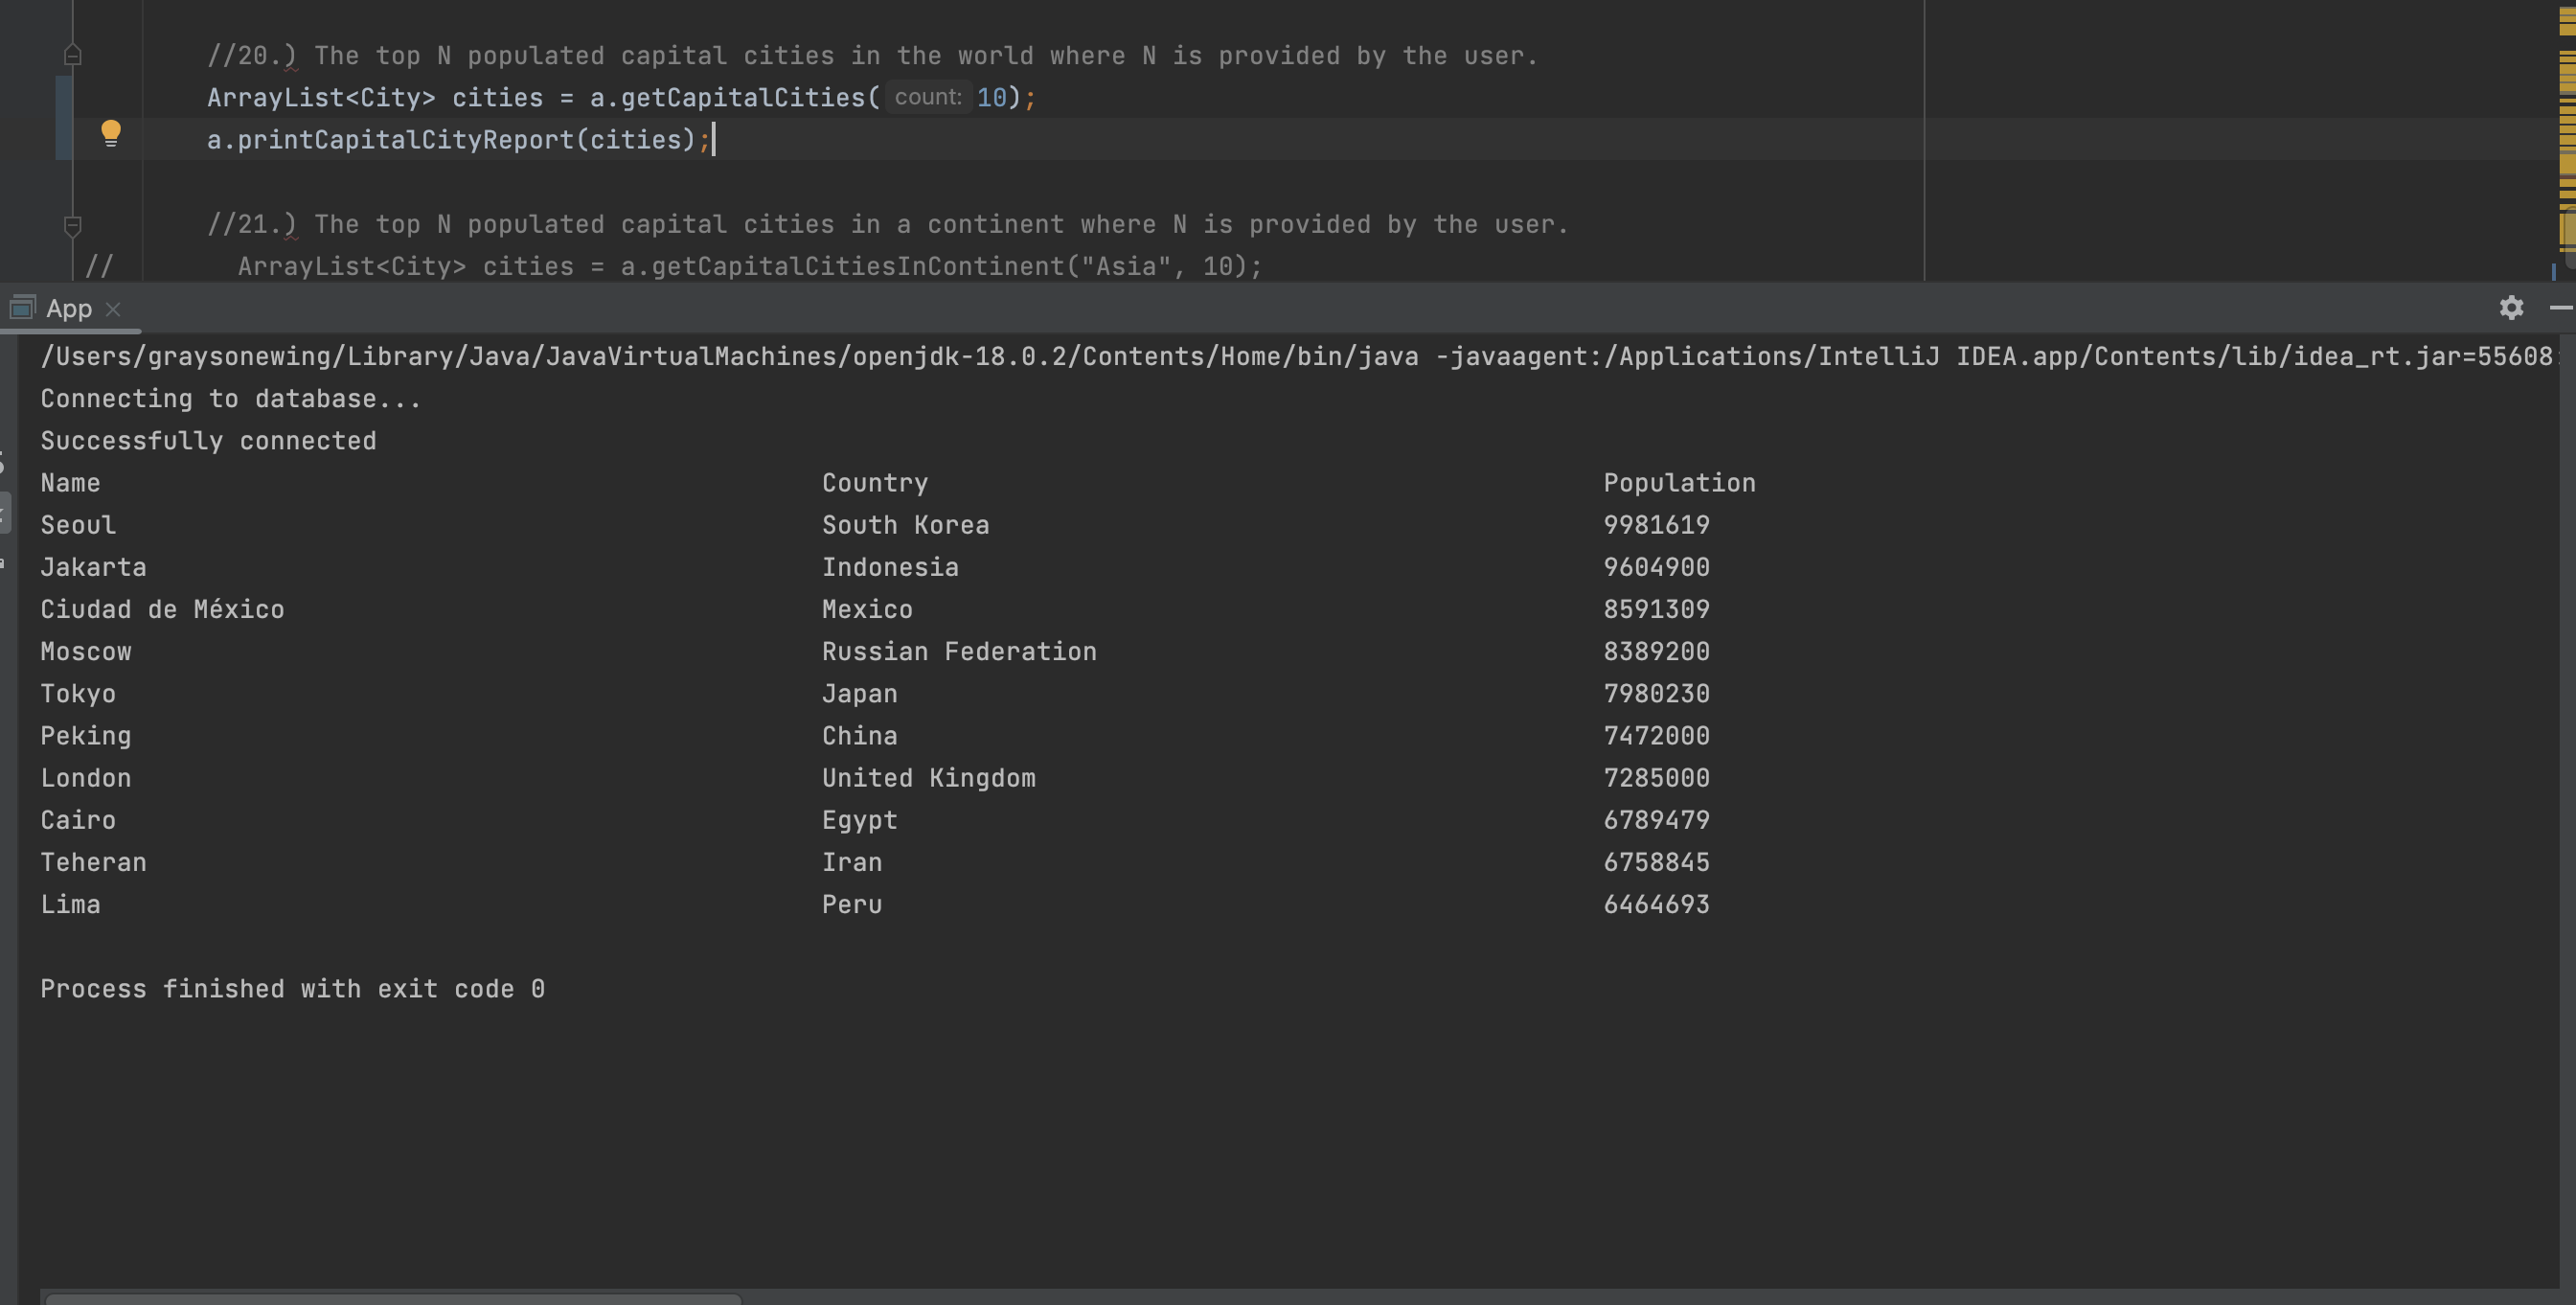 //20.) The top N populated capital cities in the world where N is provided by the user.
ArrayList<City> cities = a.getCapitalCities( count: 10);
a.printCapitalCityReport(cities);
//21.) The top N populated capital cities in a continent where N is provided by the user.
// ArrayList<City> cities = a.getCapitalCitiesInContinent("Asia", 10);
App
/Users/graysonewing/Library/Java/JavaVirtualMachines/openjdk-18.0.2/Contents/Home/bin/java -javaagent:/Applications/IntelliJ IDEA.app/Contents/lib/idea_rt.jar=55608:
Connecting to database...
Successfully connected
Name Country Population
Seoul South Korea 9981619
Jakarta Indonesia 9604900
Ciudad de México Mexico 8591309
Moscow Russian Federation 8389200
Tokyo Japan 7980230
Peking China 7472000
London United Kingdom 7285000
Cairo Egypt 6789479
Teheran Iran 6758845
Lima Peru 6464693
Process finished with exit code 0